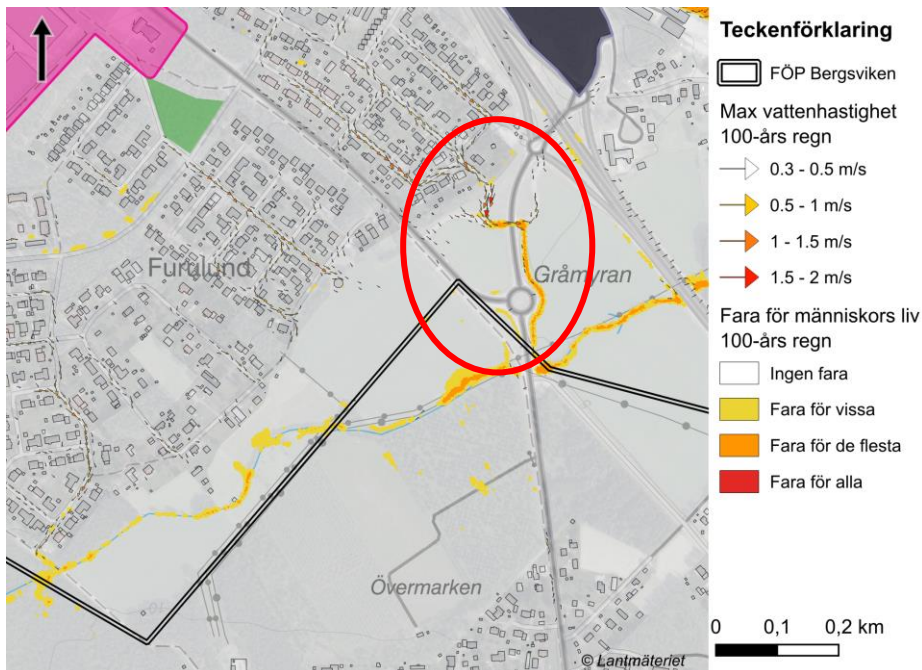 Furulund
Gråmyran
Övermarken
© Lantmäteriet
Teckenförklaring
FÖP Bergsviken
Max vattenhastighet
100-års regn
0.3 - 0.5 m/s
0.5 - 1 m/s
1 - 1.5 m/s
1.5 - 2 m/s
Fara för människors liv
100-års regn
Ingen fara
Fara för vissa
Fara för de flesta
Fara för alla
0 0,1 0,2 km